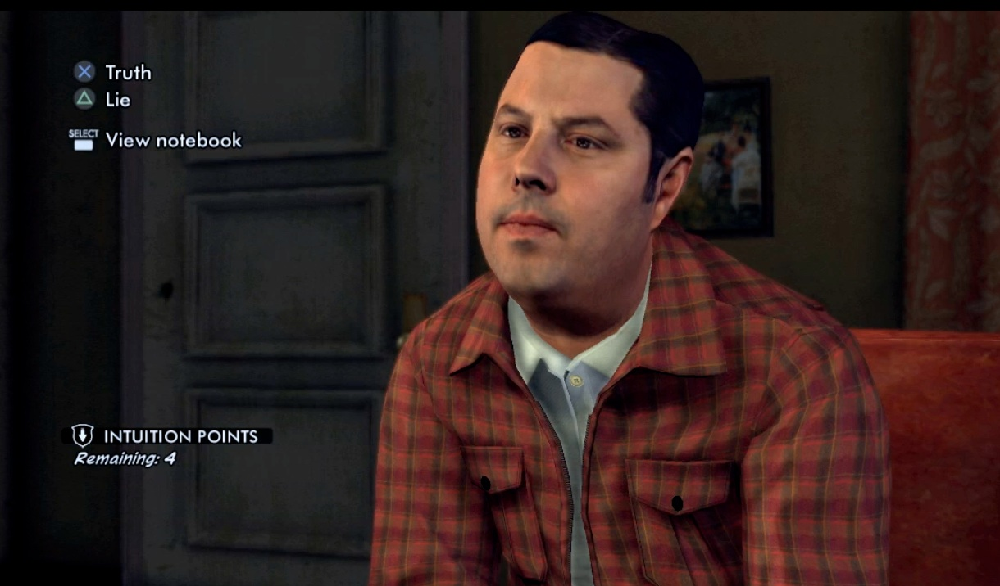 Truth
Lie
SELECT
View notebook
INTUITION POINTS
Remaining: 4